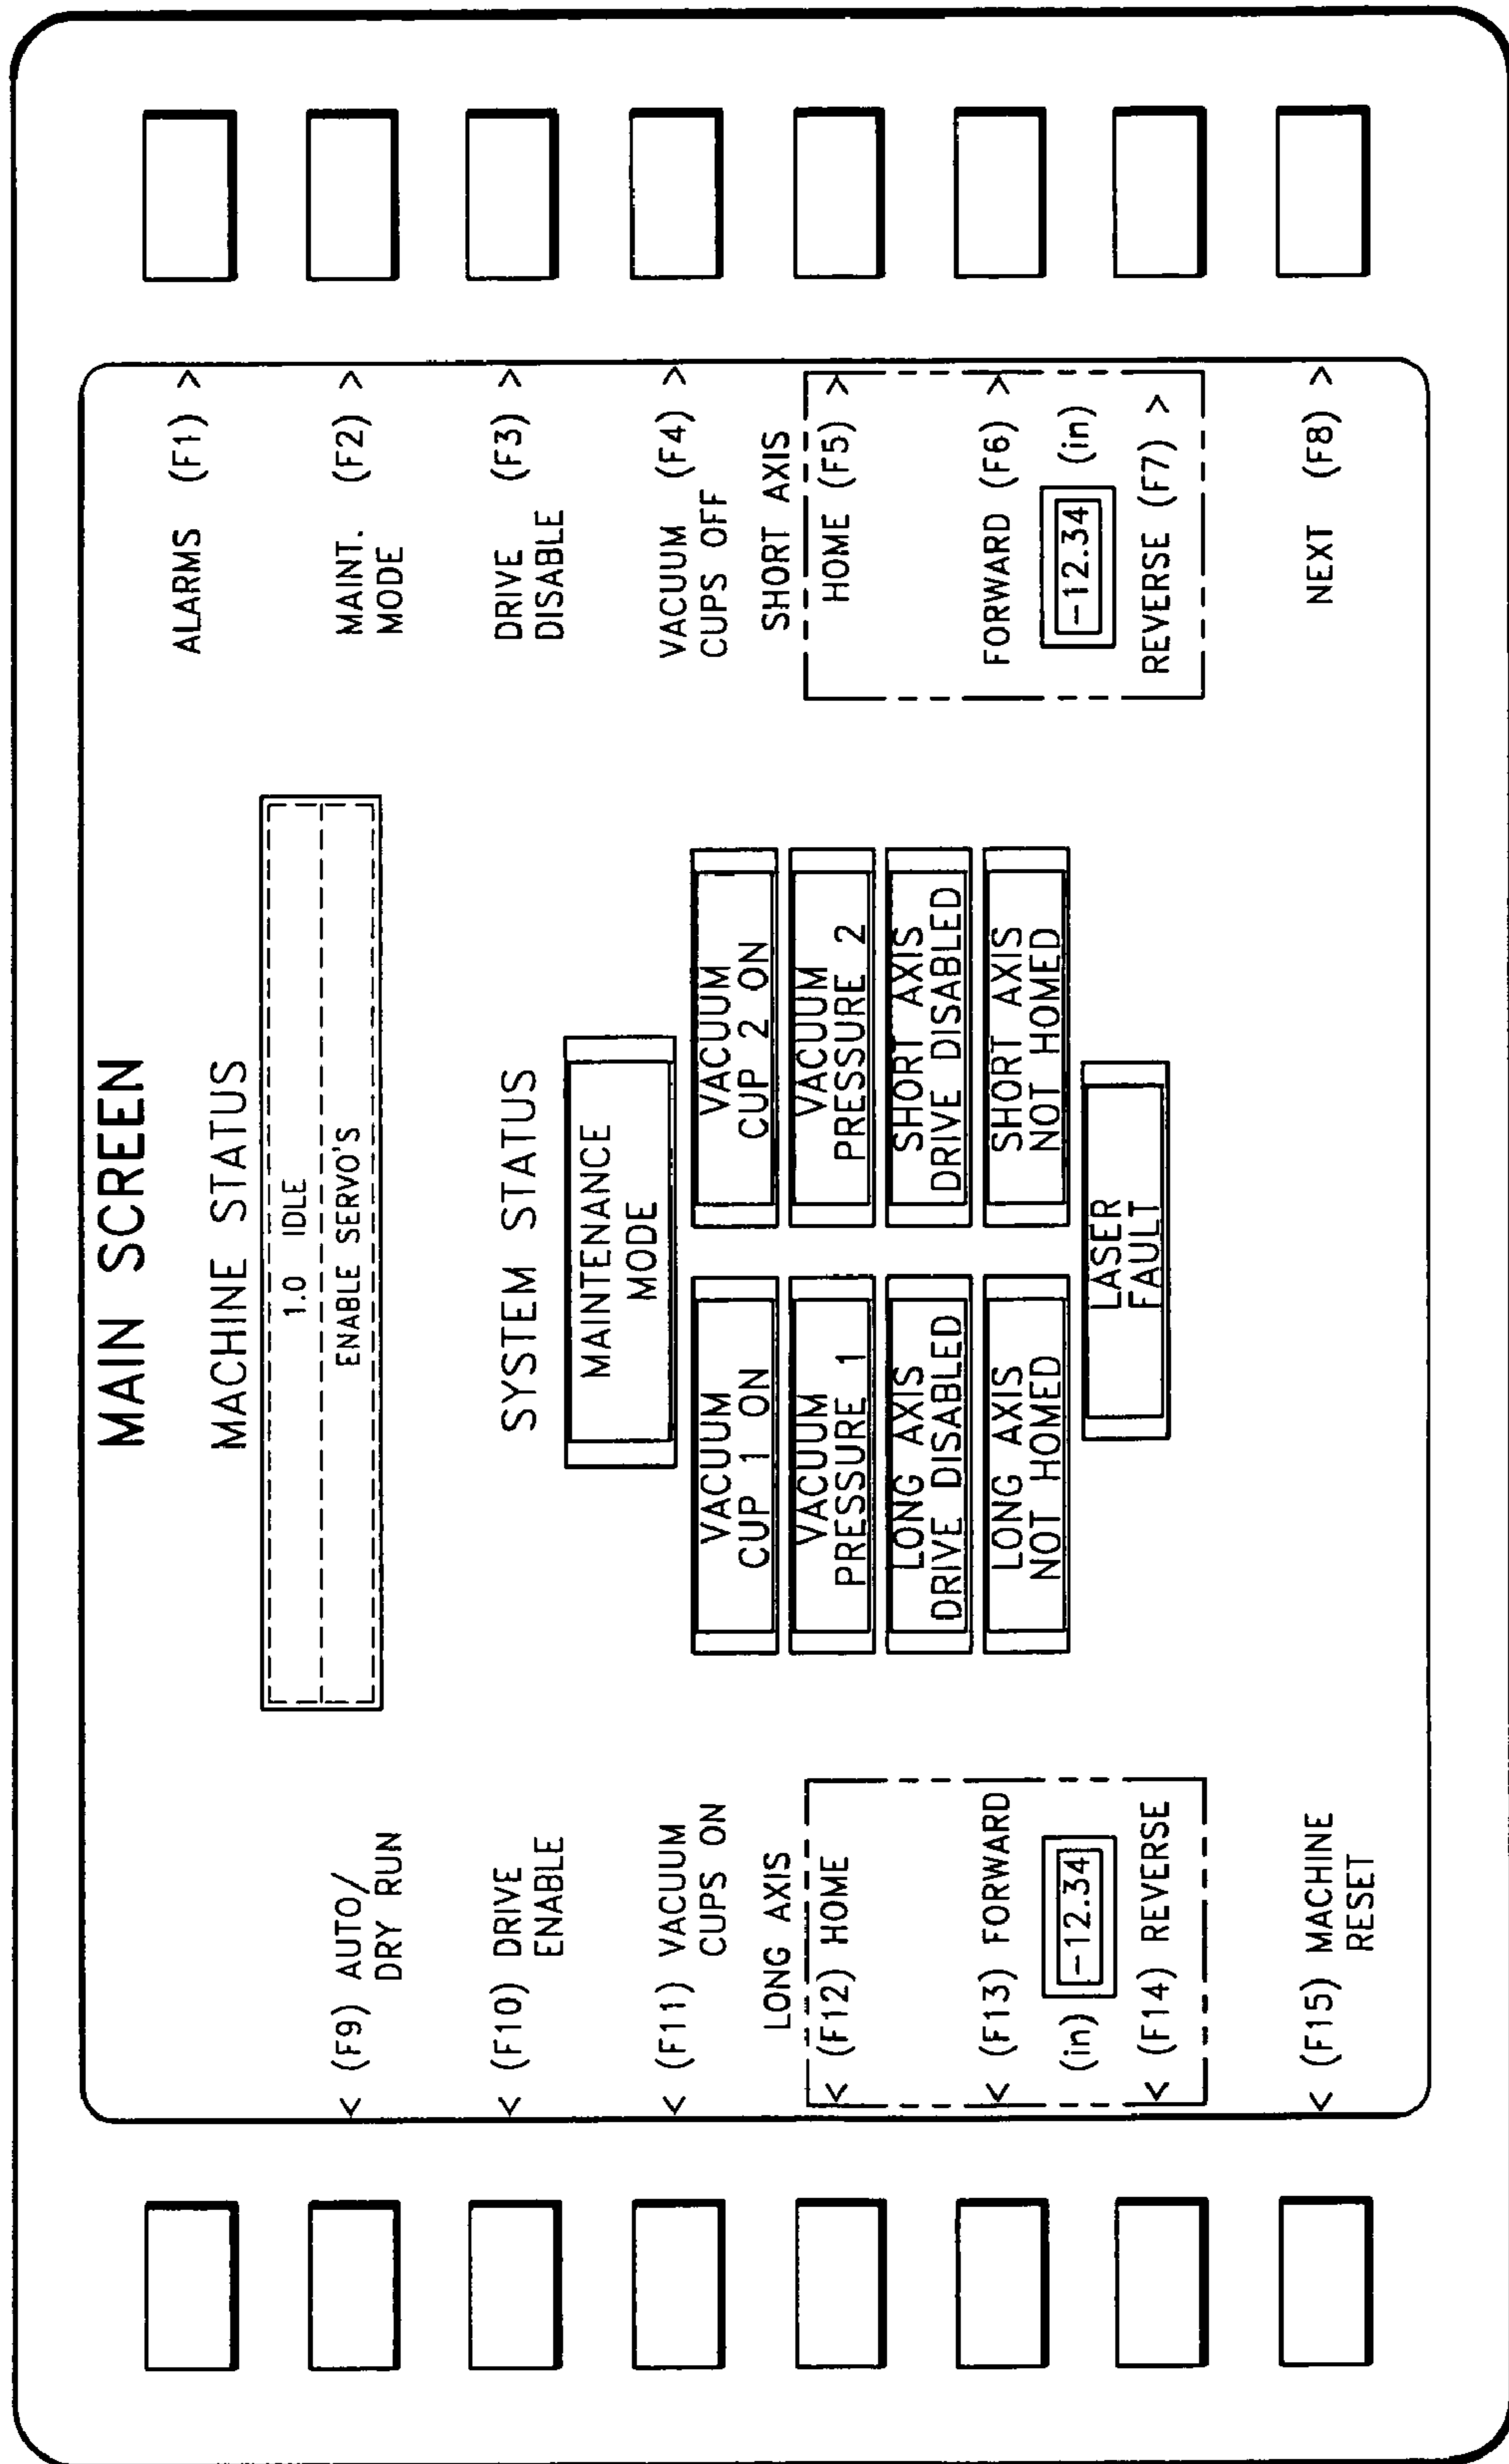 MAIN SCREEN
MACHINE STATUS
1.0 IDLE
ENABLE SERVO'S
< (F9) AUTO/
DRY RUN
< (F10) DRIVE
ENABLE
< (F11) VACUUM
CUPS ON
LONG AXIS
< (F12) HOME
< (F13) FORWARD
(in) -12.34
< (F14) REVERSE
< (F15) MACHINE
RESET
SYSTEM STATUS
MAINTENANCE
MODE
VACUUM
CUP 1 ON
VACUUM
CUP 2 ON
VACUUM
PRESSURE 1
VACUUM
PRESSURE 2
LONG AXIS
DRIVE DISABLED
SHORT AXIS
DRIVE DISABLED
LONG AXIS
NOT HOMED
SHORT AXIS
NOT HOMED
LASER
FAULT
ALARMS (F1) >
MAINT. (F2) >
MODE
DRIVE (F3) >
DISABLE
VACUUM (F4) >
CUPS OFF
SHORT AXIS
HOME (F5) >
FORWARD (F6) >
-12.34 (in)
REVERSE (F7) >
NEXT (F8) >